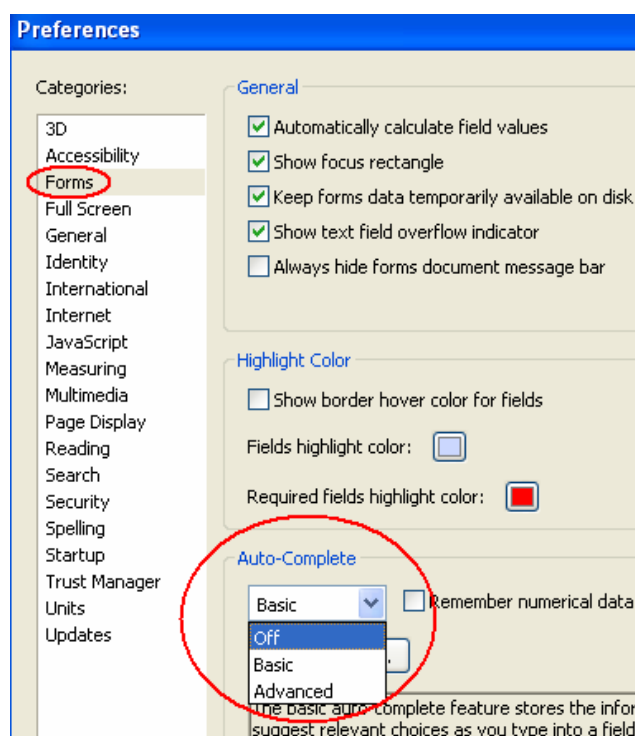 Preferences
Categories:
3D
Accessibility
Forms
Full Screen
General
Identity
International
Internet
JavaScript
Measuring
Multimedia
Page Display
Reading
Search
Security
Spelling
Startup
Trust Manager
Units
Updates
General
Automatically calculate field values
Show focus rectangle
Keep forms data temporarily available on disk
Show text field overflow indicator
Always hide forms document message bar
Highlight Color
Show border hover color for fields
Fields highlight color:
Required fields highlight color:
Auto-Complete
Basic
Remember numerical data
Off
Basic
Advanced
The basic auto-complete feature stores the infor
suggest relevant choices as you type into a field